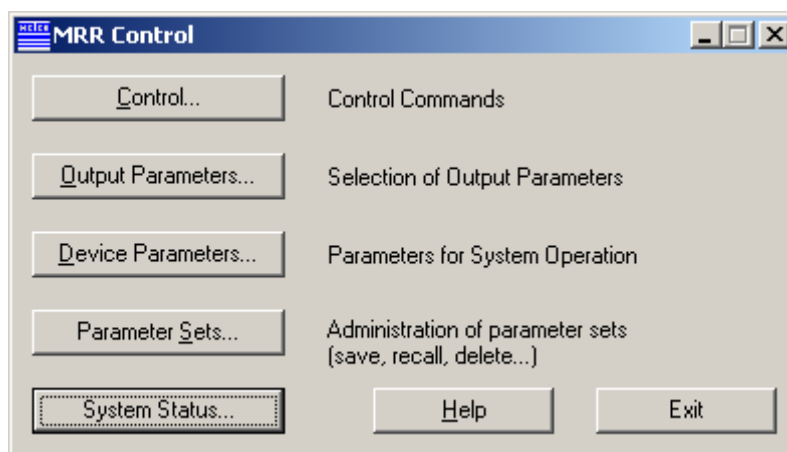 METEK MRR Control
Control... Control Commands
Output Parameters... Selection of Output Parameters
Device Parameters... Parameters for System Operation
Parameter Sets... Administration of parameter sets
(save, recall, delete...)
System Status... Help Exit